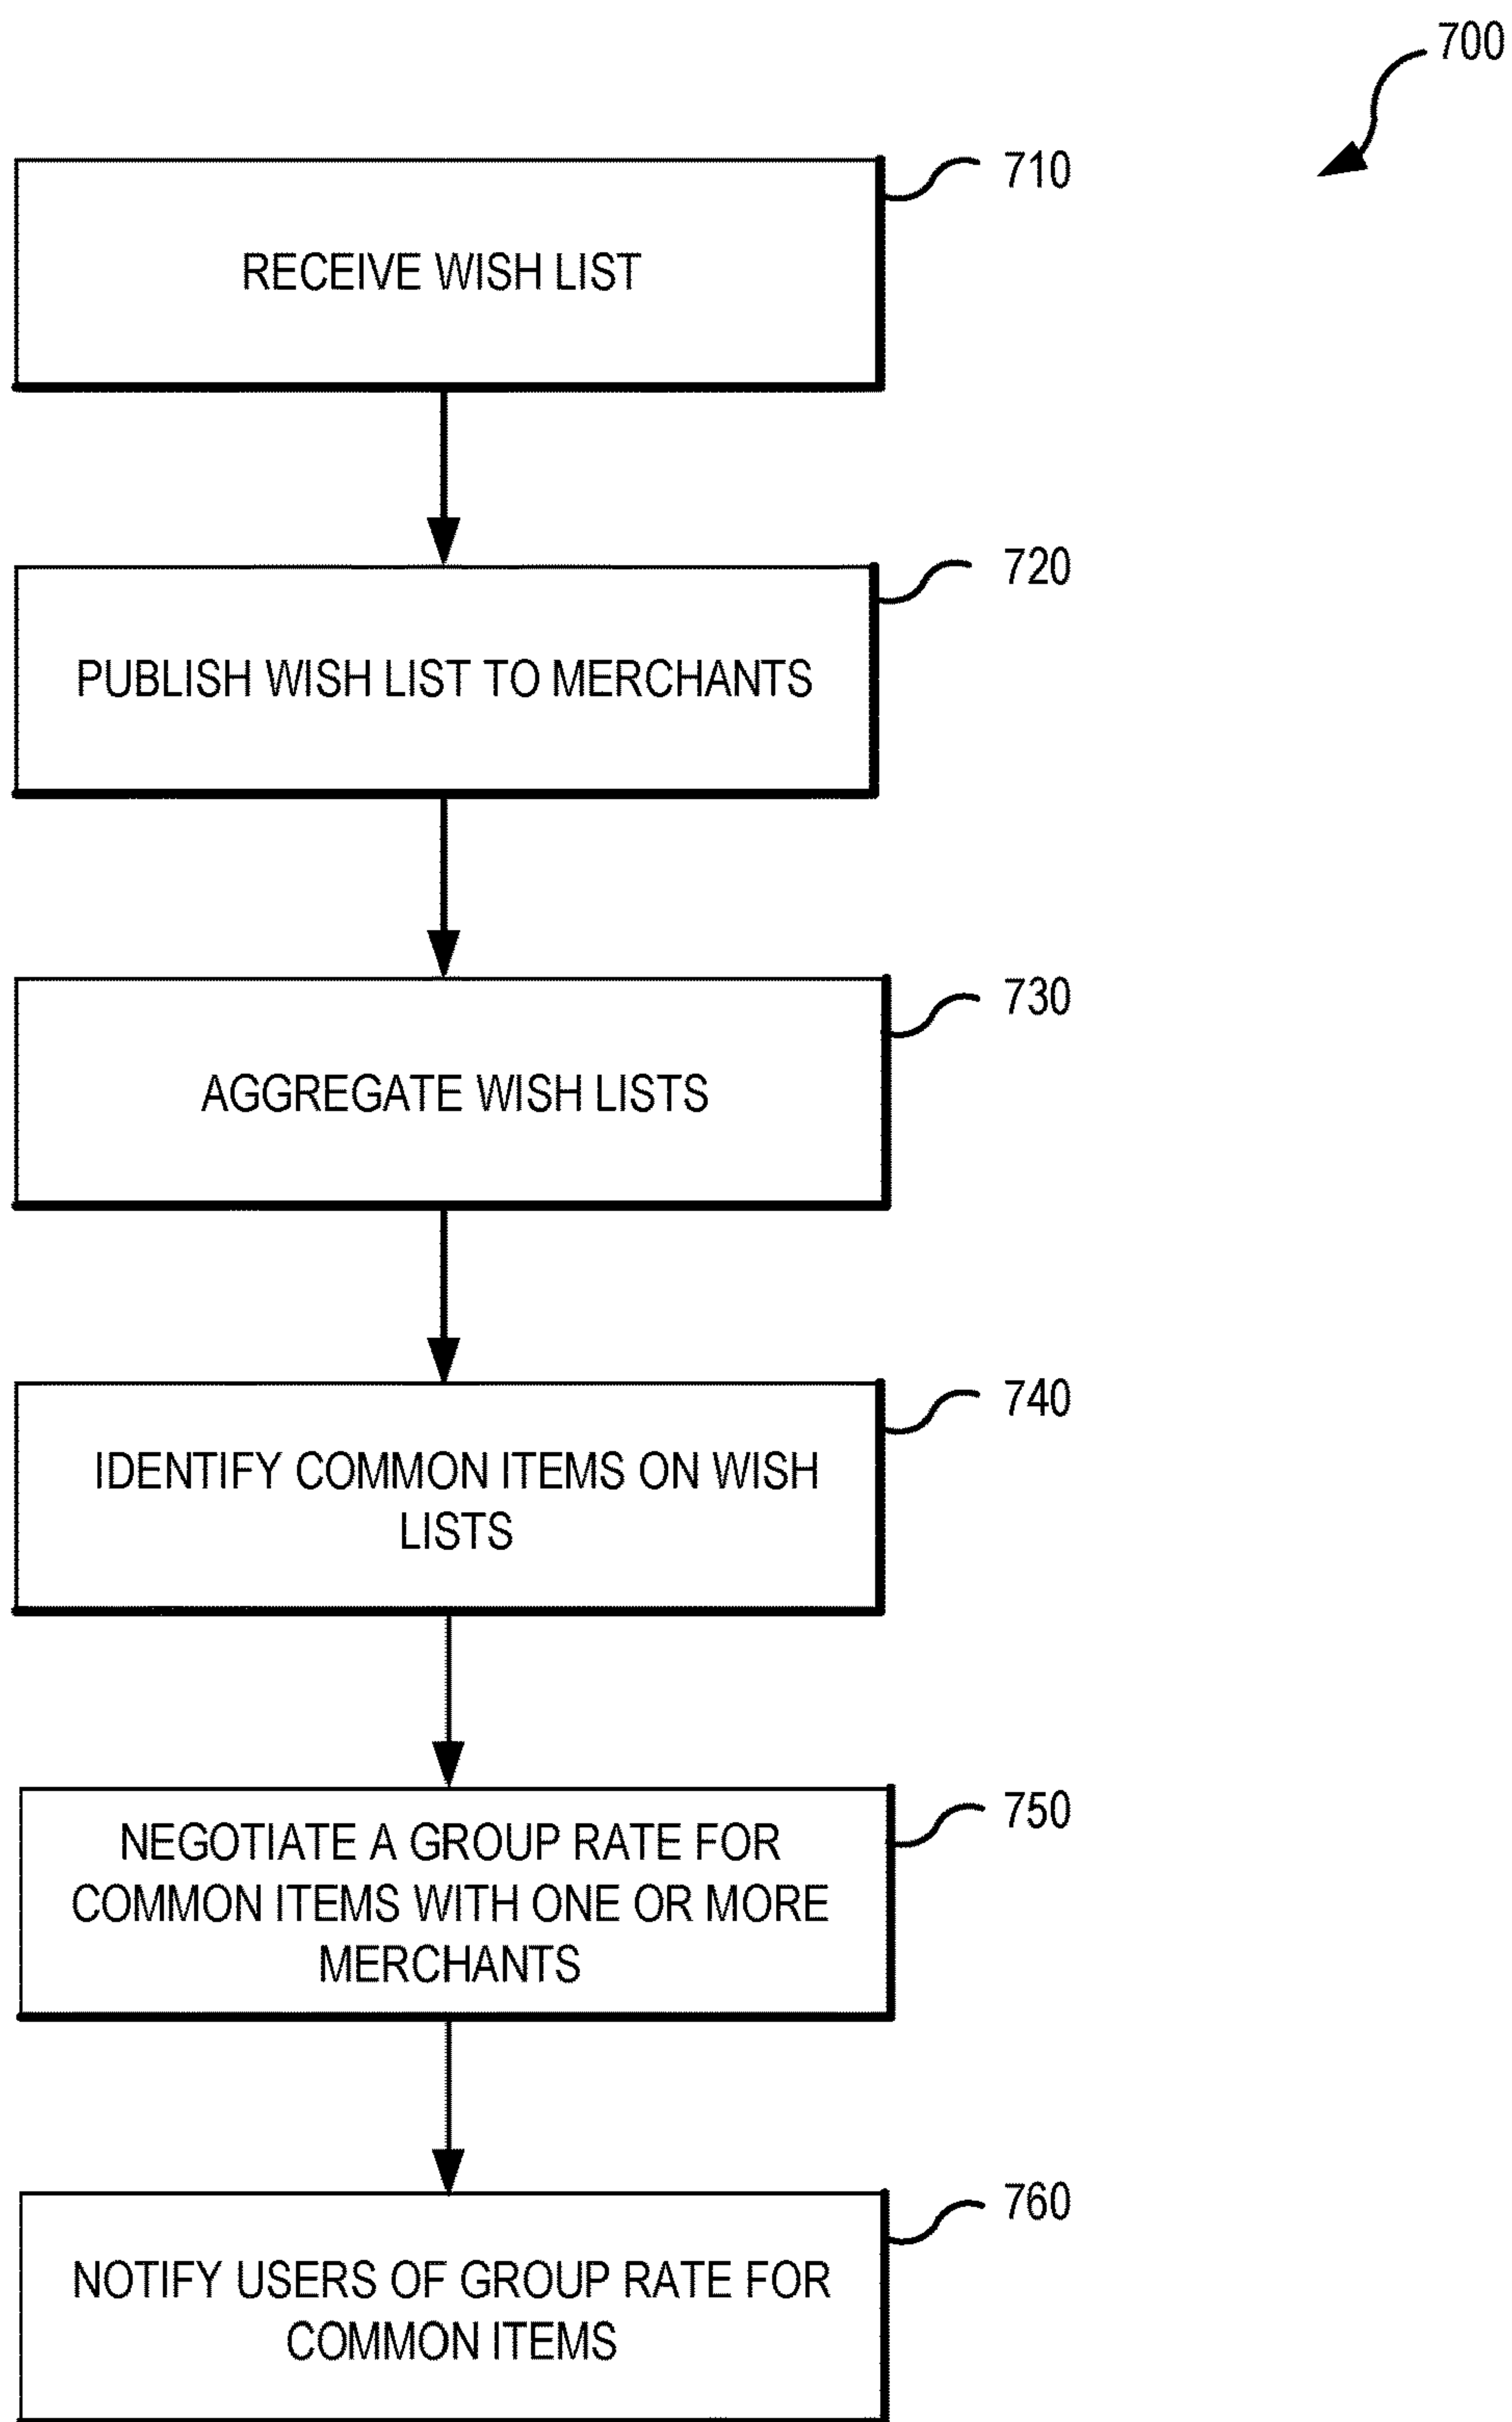 700
710
RECEIVE WISH LIST
720
PUBLISH WISH LIST TO MERCHANTS
730
AGGREGATE WISH LISTS
740
IDENTIFY COMMON ITEMS ON WISH
LISTS
750
NEGOTIATE A GROUP RATE FOR
COMMON ITEMS WITH ONE OR MORE
MERCHANTS
760
NOTIFY USERS OF GROUP RATE FOR
COMMON ITEMS